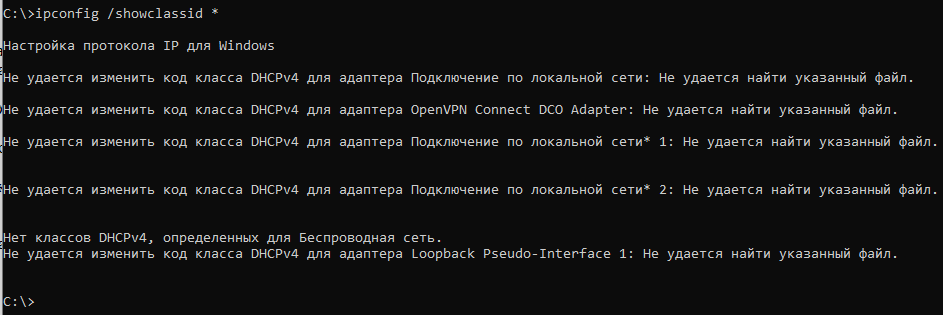 C:\>ipconfig /showclassid *
Настройка протокола IP для Windows
Не удается изменить код класса DHCPv4 для адаптера Подключение по локальной сети: Не удается найти указанный файл.
Не удается изменить код класса DHCPv4 для адаптера OpenVPN Connect DCO Adapter: Не удается найти указанный файл.
Не удается изменить код класса DHCPv4 для адаптера Подключение по локальной сети* 1: Не удается найти указанный файл.
Не удается изменить код класса DHCPv4 для адаптера Подключение по локальной сети* 2: Не удается найти указанный файл.
Нет классов DHCPv4, определенных для Беспроводная сеть.
Не удается изменить код класса DHCPv4 для адаптера Loopback Pseudo-Interface 1: Не удается найти указанный файл.
C:\>